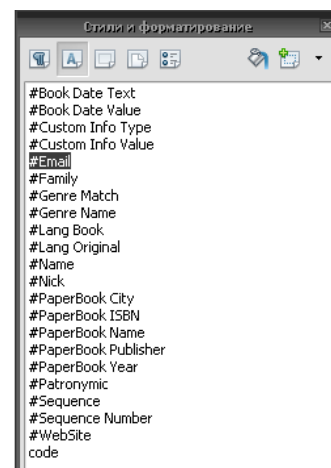 Стили и форматирование
#Book Date Text
#Book Date Value
#Custom Info Type
#Custom Info Value
#Email
#Family
#Genre Match
#Genre Name
#Lang Book
#Lang Original
#Name
#Nick
#PaperBook City
#PaperBook ISBN
#PaperBook Name
#PaperBook Publisher
#PaperBook Year
#Patronymic
#Sequence
#Sequence Number
#WebSite
code